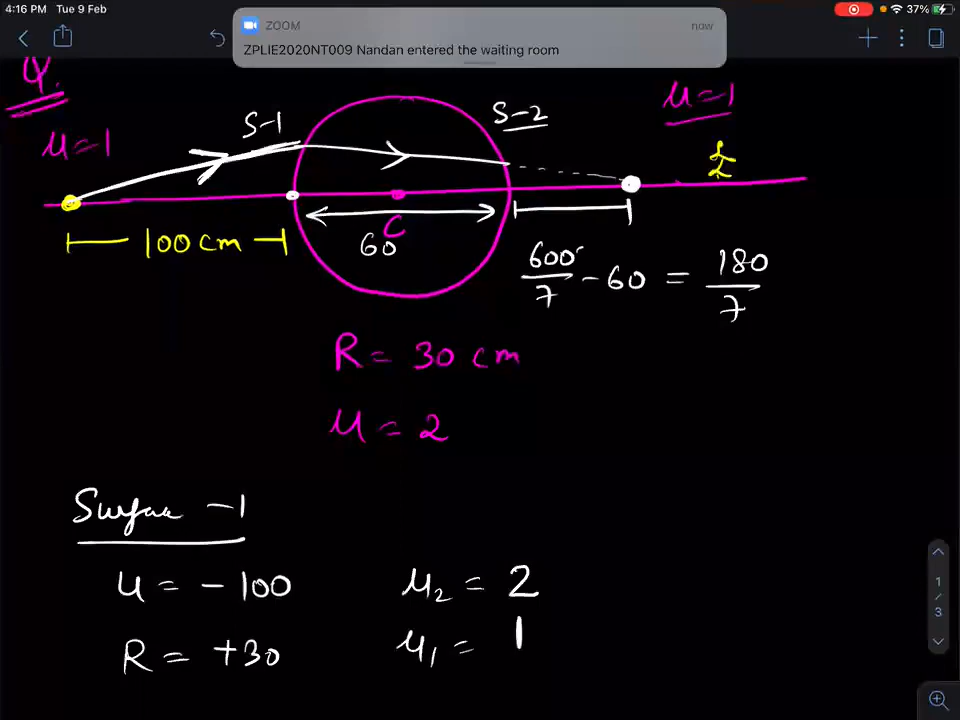 4:16 PM Tue 9 Feb
37%
ZOOM
now
ZPLIE2020NT009 Nandan entered the waiting room
Q.
μ=1
S-1
S-2
μ=1
100 cm
C
60
600/7 - 60 = 180/7
R = 30 cm
μ = 2
Surface -1
u = - 100
μ₂ = 2
R = +30
μ₁ = 1
1
/
3